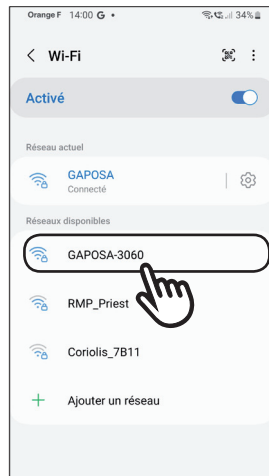 Orange F 14:00 G • 34%
Wi-Fi
Activé
Réseau actuel
GAPOSA
Connecté
Réseaux disponibles
GAPOSA-3060
RMP_Priest
Coriolis_7B11
+ Ajouter un réseau